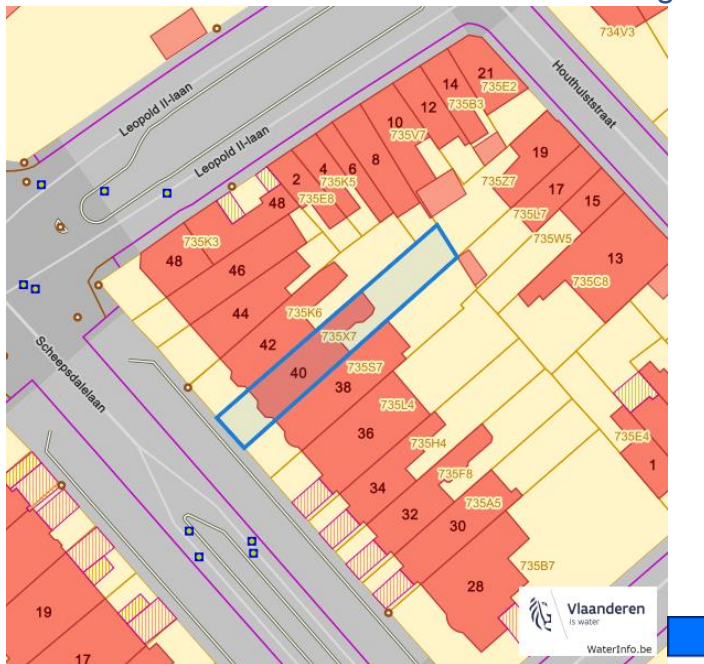 734V3
Leopold II-laan
Leopold II-laan
Houthulststraat
21
735E2
14
735B3
12
10
735V7
8
6
4
735K5
2
735E8
48
19
735Z7
17
735L7
15
735W5
13
735C8
735K3
48
46
44
735K6
42
735X7
40
735S7
38
735L4
36
735H4
34
735F8
32
735A5
30
735B7
28
735E4
1
Scheepsdalelaan
19
17
Vlaanderen
is water
WaterInfo.be